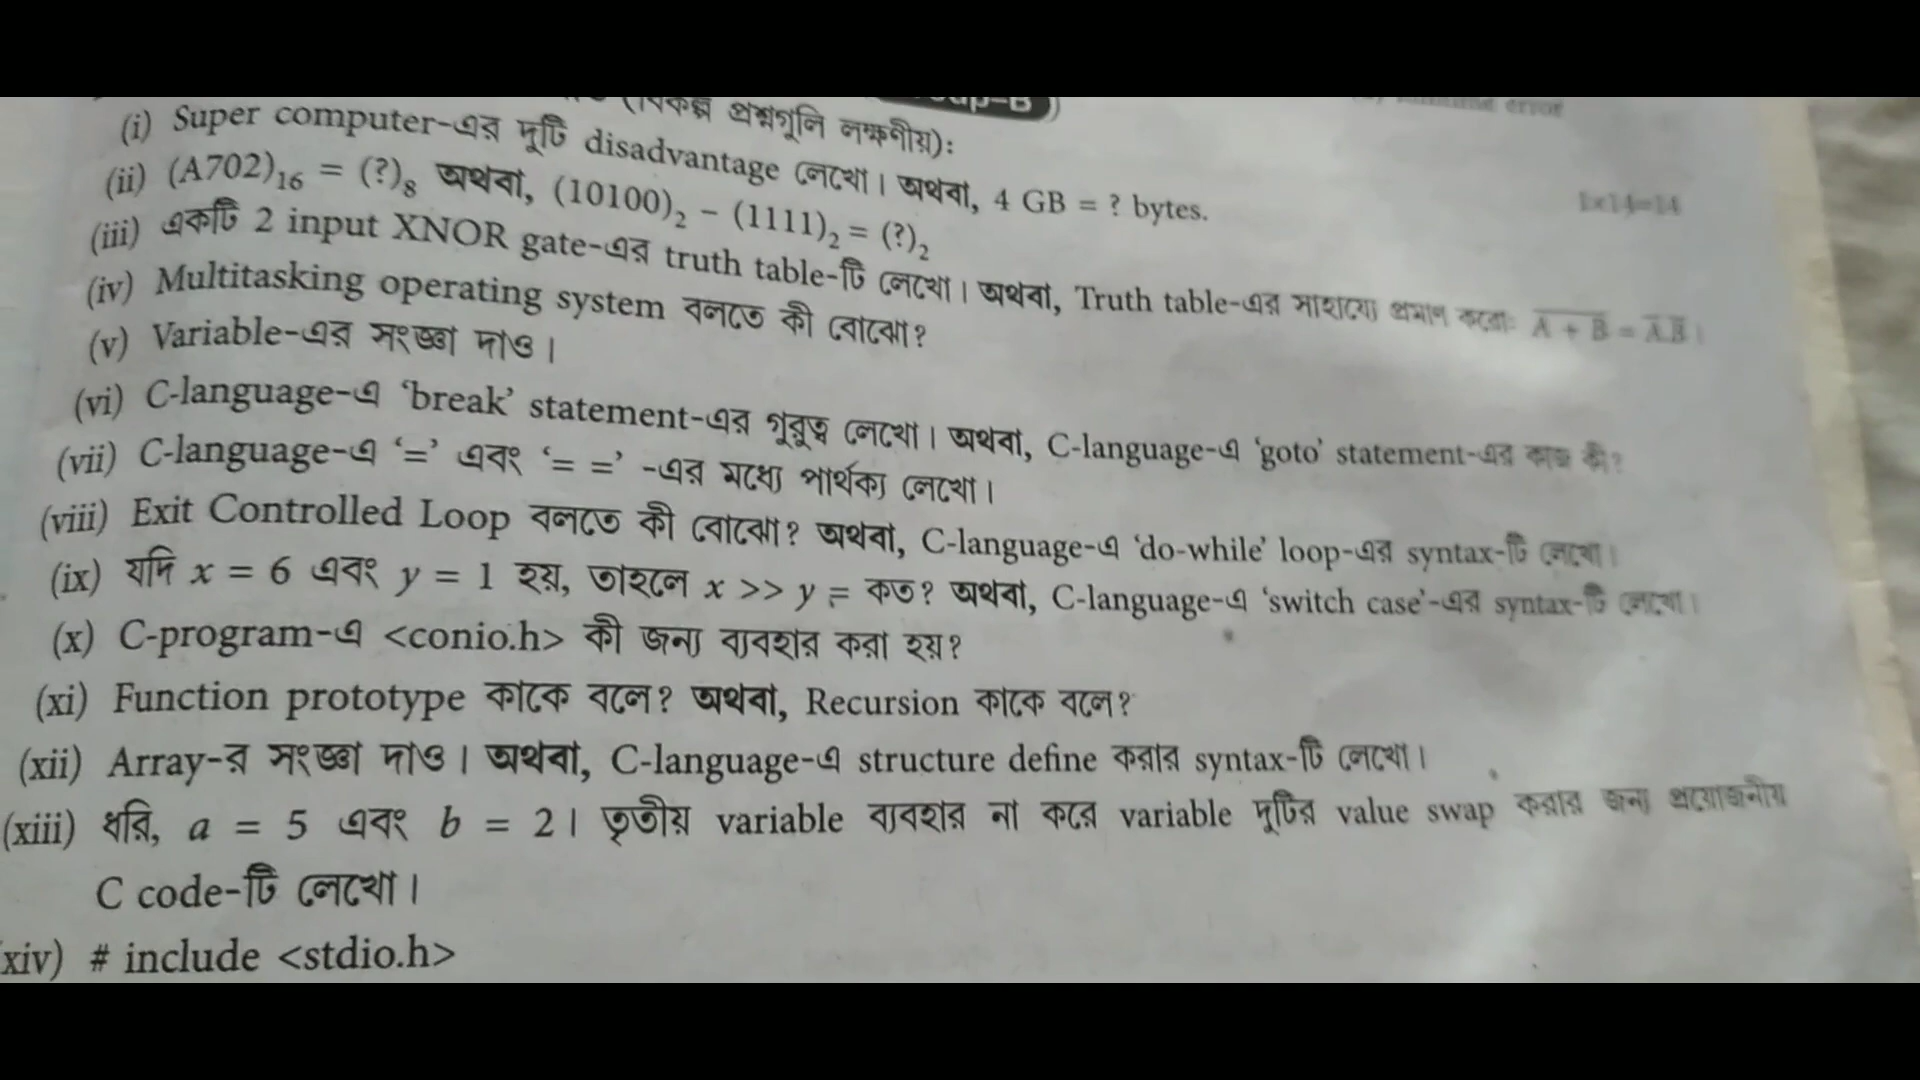 (বিকল্প প্রশ্নগুলি লক্ষণীয়):
(i) Super computer-এর দুটি disadvantage লেখো। অথবা, 4 GB = ? bytes.
1×14=14
(ii) (A702)₁₆ = (?)₈ অথবা, (10100)₂ − (1111)₂ = (?)₂
(iii) একটি 2 input XNOR gate-এর truth table-টি লেখো। অথবা, Truth table-এর সাহায্যে প্রমাণ করো:
(iv) Multitasking operating system বলতে কী বোঝো?
(v) Variable-এর সংজ্ঞা দাও।
(vi) C-language-এ ‘break’ statement-এর গুরুত্ব লেখো। অথবা, C-language-এ ‘goto’ statement-এর কাজ কী?
(vii) C-language-এ ‘=’ এবং ‘= =’ -এর মধ্যে পার্থক্য লেখো।
(viii) Exit Controlled Loop বলতে কী বোঝো? অথবা, C-language-এ ‘do-while’ loop-এর syntax-টি লেখো।
(ix) যদি x = 6 এবং y = 1 হয়, তাহলে x >> y = কত? অথবা, C-language-এ ‘switch case’-এর syntax-টি লেখো।
(x) C-program-এ <conio.h> কী জন্য ব্যবহার করা হয়?
(xi) Function prototype কাকে বলে? অথবা, Recursion কাকে বলে?
(xii) Array-র সংজ্ঞা দাও। অথবা, C-language-এ structure define করার syntax-টি লেখো।
(xiii) ধরি, a = 5 এবং b = 2। তৃতীয় variable ব্যবহার না করে variable দুটির value swap করার জন্য প্রয়োজনীয়
C code-টি লেখো।
xiv) # include <stdio.h>